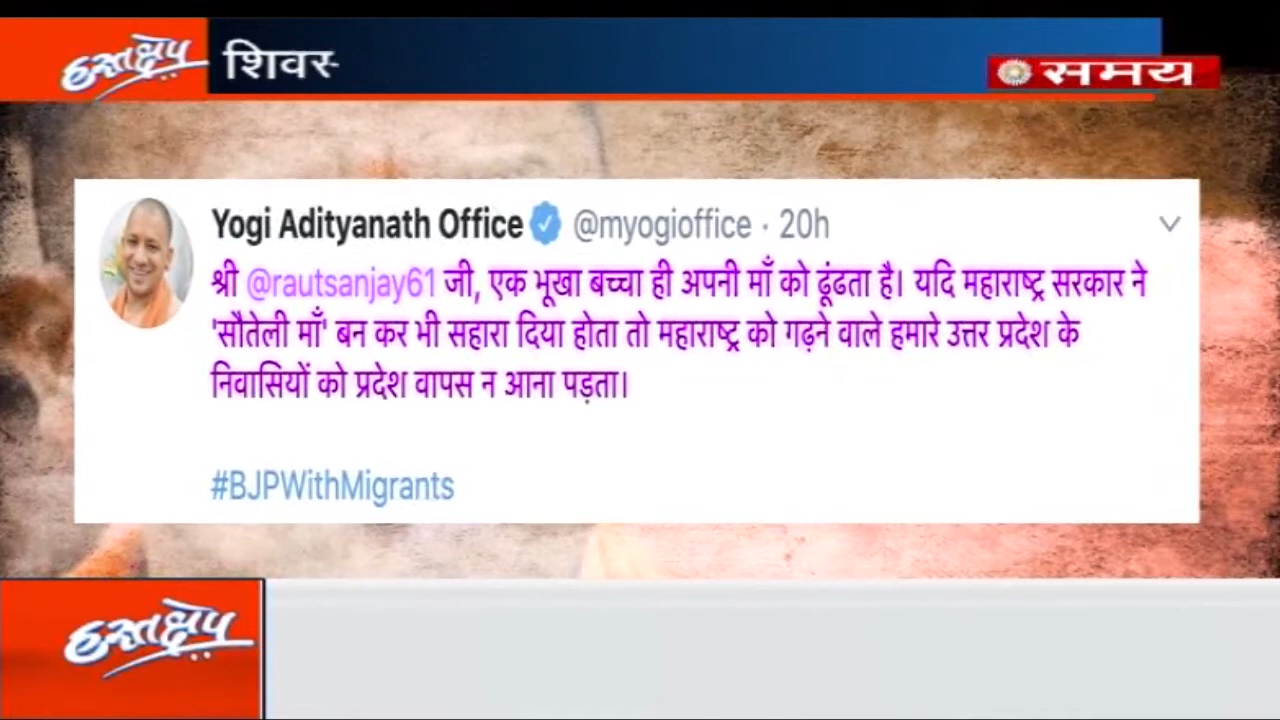 हस्तक्षेप
शिवस
समय
Yogi Adityanath Office @myogioffice · 20h
श्री @rautsanjay61 जी, एक भूखा बच्चा ही अपनी माँ को ढूंढता है। यदि महाराष्ट्र सरकार ने
'सौतेली माँ' बन कर भी सहारा दिया होता तो महाराष्ट्र को गढ़ने वाले हमारे उत्तर प्रदेश के
निवासियों को प्रदेश वापस न आना पड़ता।
#BJPWithMigrants
हस्तक्षेप